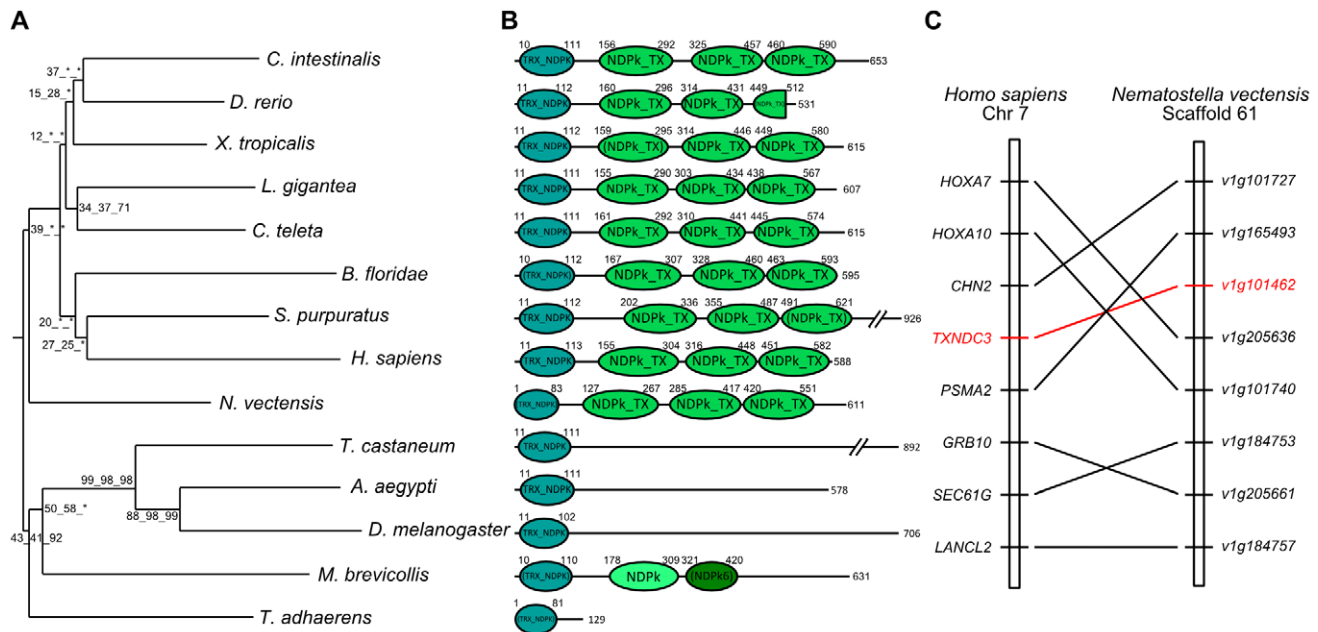 A
B
C
C. intestinalis
D. rerio
X. tropicalis
L. gigantea
C. teleta
B. floridae
S. purpuratus
H. sapiens
N. vectensis
T. castaneum
A. aegypti
D. melanogaster
M. brevicollis
T. adhaerens
37_*_*
15_28_*
12_*_*
34_37_71
39_*_*
20_*_*
27_25_*
99_98_98
88_98_99
50_58_*
43_41_92
10 111 156 292 325 457 460 590
TRX_NDPK NDPk_TX NDPk_TX NDPk_TX 653
11 112 160 296 314 431 449 512
TRX_NDPK NDPk_TX NDPk_TX (NDPk_TX) 531
11 112 159 295 314 446 449 580
TRX_NDPK (NDPk_TX) NDPk_TX NDPk_TX 615
11 111 155 290 303 434 438 567
TRX_NDPK NDPk_TX NDPk_TX NDPk_TX 607
11 111 161 292 310 441 445 574
TRX_NDPK NDPk_TX NDPk_TX NDPk_TX 615
10 112 167 307 328 460 463 593
(TRX_NDPK) NDPk_TX NDPk_TX NDPk_TX 595
11 112 202 336 355 487 491 621
TRX_NDPK NDPk_TX NDPk_TX (NDPk_TX) 926
11 113 155 304 316 448 451 582
TRX_NDPK NDPk_TX NDPk_TX NDPk_TX 588
1 83 127 267 285 417 420 551
(TRX_NDPK) NDPk_TX NDPk_TX NDPk_TX 611
11 111
TRX_NDPK 892
11 111
TRX_NDPK 578
11 102
TRX_NDPK 706
10 110 178 309 321 420
(TRX_NDPK) NDPk (NDPk6) 631
1 81
(TRX_NDPK) 129
Homo sapiens
Chr 7
Nematostella vectensis
Scaffold 61
HOXA7
HOXA10
CHN2
TXNDC3
PSMA2
GRB10
SEC61G
LANCL2
v1g101727
v1g165493
v1g101462
v1g205636
v1g101740
v1g184753
v1g205661
v1g184757